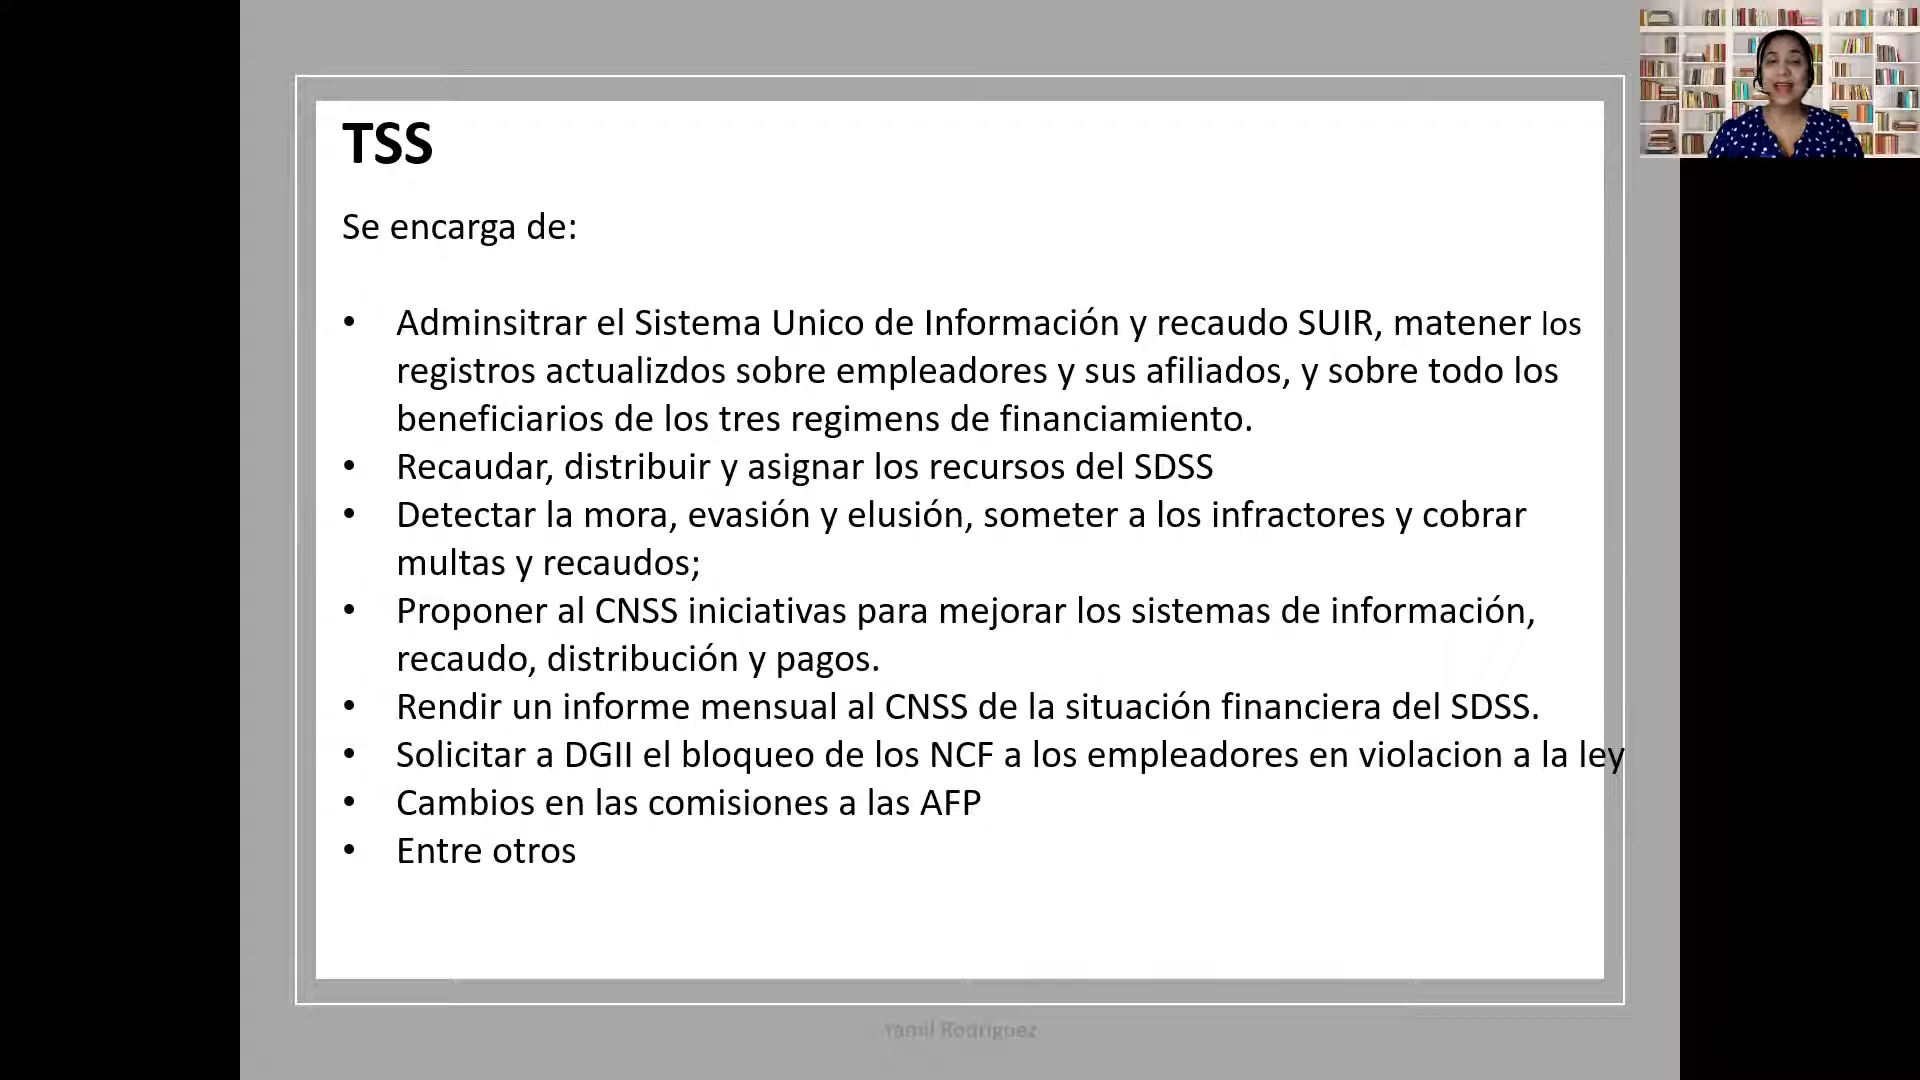 TSS
Se encarga de:
• Adminsitrar el Sistema Unico de Información y recaudo SUIR, matener los
registros actualizdos sobre empleadores y sus afiliados, y sobre todo los
beneficiarios de los tres regimens de financiamiento.
• Recaudar, distribuir y asignar los recursos del SDSS
• Detectar la mora, evasión y elusión, someter a los infractores y cobrar
multas y recaudos;
• Proponer al CNSS iniciativas para mejorar los sistemas de información,
recaudo, distribución y pagos.
• Rendir un informe mensual al CNSS de la situación financiera del SDSS.
• Solicitar a DGII el bloqueo de los NCF a los empleadores en violacion a la ley
• Cambios en las comisiones a las AFP
• Entre otros
Yamil Rodriguez